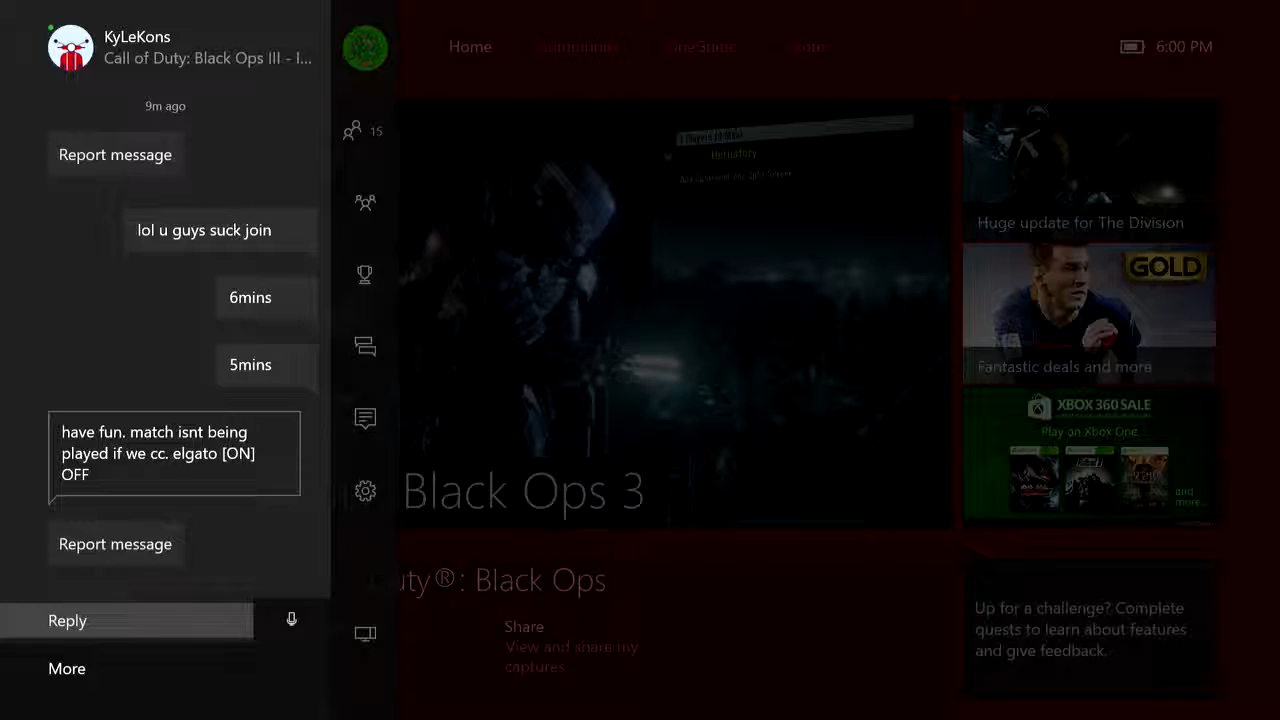 KyLeKons
Call of Duty: Black Ops III - I...
9m ago
Report message
lol u guys suck join
6mins
5mins
have fun. match isnt being
played if we cc. elgato [ON]
OFF
Report message
Reply
More
15
Home
Community
OneGuide
6:00 PM
Black Ops 3
uty®: Black Ops
Share
View and share my
captures
Huge update for The Division
GOLD
Fantastic deals and more
XBOX 360 SALE
Play on Xbox One
and
more...
Up for a challenge? Complete
quests to learn about features
and give feedback.